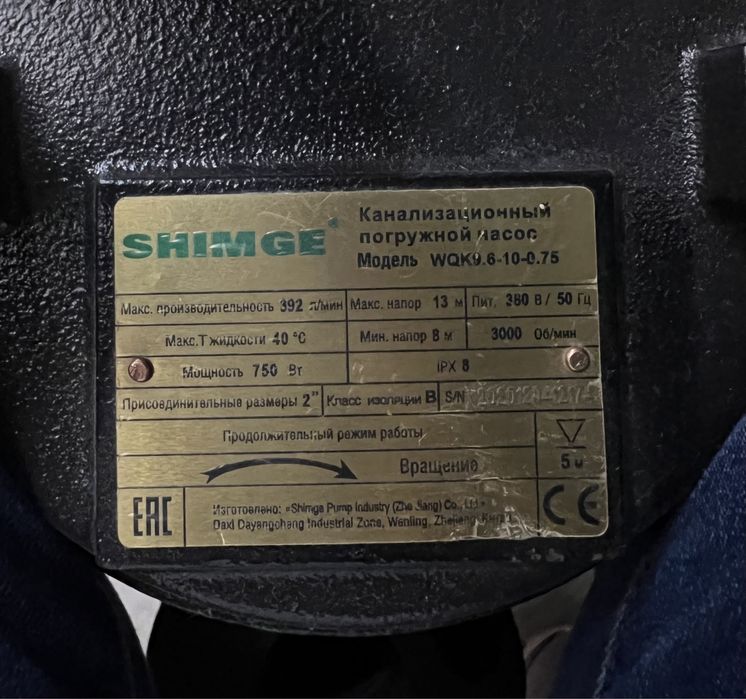 SHIMGE
Канализационный
погружной насос
Модель WQK9.6-10-0.75
Макс. производительность 392 л/мин Макс. напор 13 м Пит. 380 В / 50 Гц
Макс.Т жидкости 40 °С Мин. напор 8 м 3000 Об/мин
Мощность 750 Вт IPX 8
Присоединительные размеры 2" Класс изоляции В S/N
Продолжительный режим работы
Вращение 5 м
EAC Изготовлено: «Shimge Pump Industry (Zhe Jiang) Co., Ltd.» CE
Daxi Dayangchang Industrial Zone, Wenling, Zhejiang,